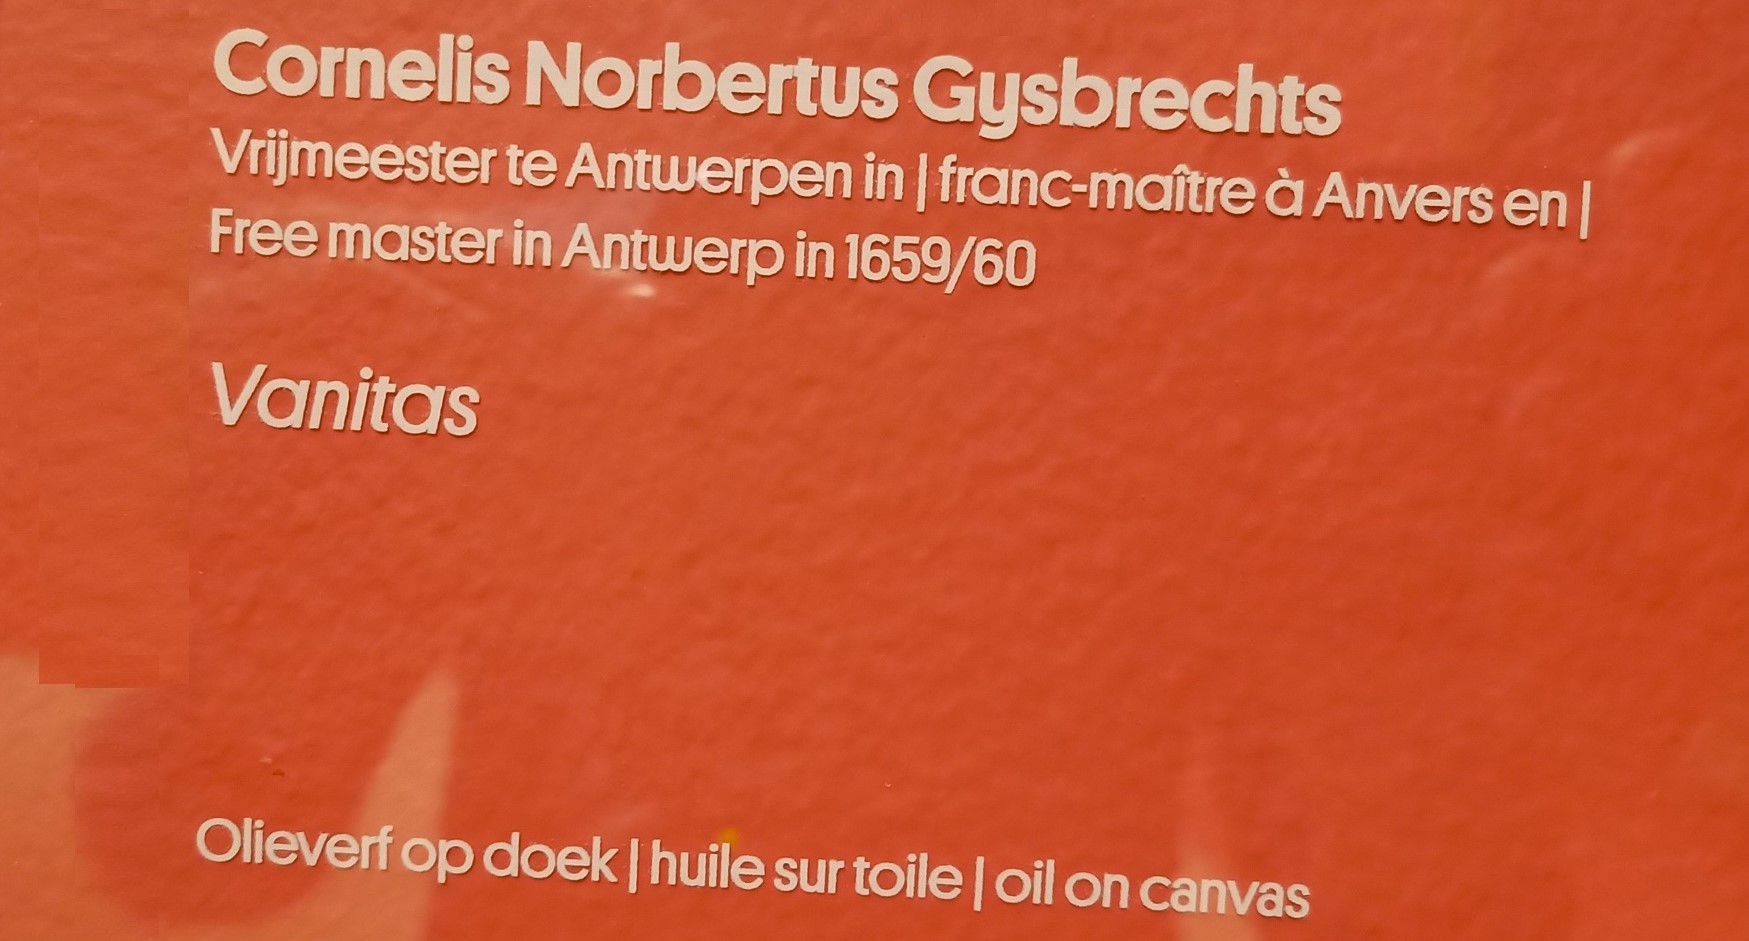 Cornelis Norbertus Gysbrechts
Vrijmeester te Antwerpen in | franc-maître à Anvers en |
Free master in Antwerp in 1659/60
Vanitas
Olieverf op doek | huile sur toile | oil on canvas